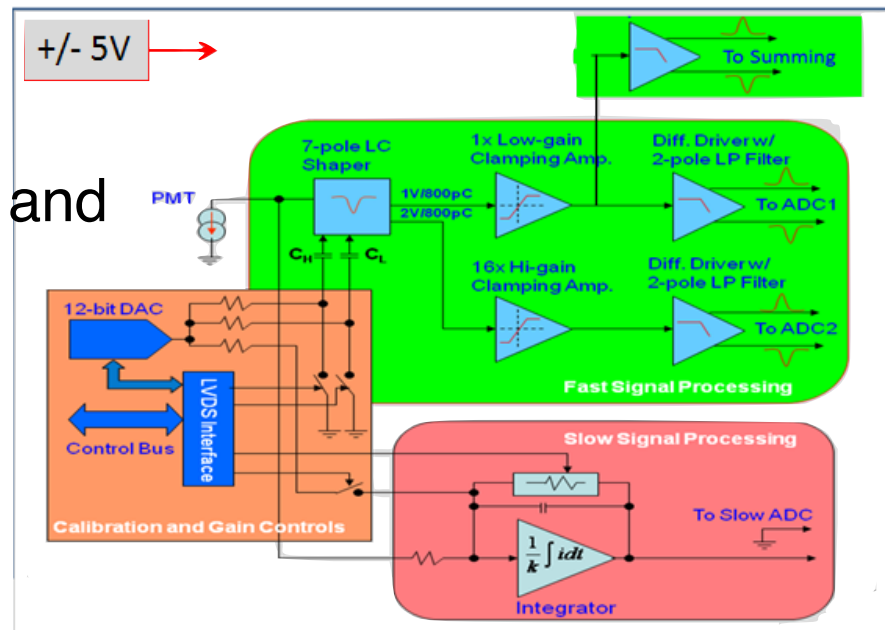 +/- 5V
To Summing
7-pole LC
Shaper
1x Low-gain
Clamping Amp.
Diff. Driver w/
2-pole LP Filter
and
PMT
1V/800pC
2V/800pC
To ADC1
CH
CL
16x Hi-gain
Clamping Amp.
Diff. Driver w/
2-pole LP Filter
12-bit DAC
To ADC2
LVDS Interface
Fast Signal Processing
Control Bus
Slow Signal Processing
Calibration and Gain Controls
To Slow ADC
1/k ∫ idt
Integrator